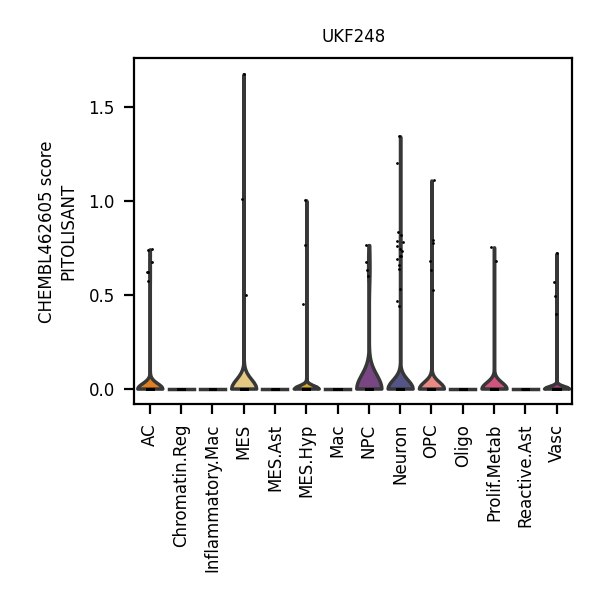 UKF248
CHEMBL462605 score
PITOLISANT
1.5
1.0
0.5
0.0
AC
Chromatin.Reg
Inflammatory.Mac
MES
MES.Ast
MES.Hyp
Mac
NPC
Neuron
OPC
Oligo
Prolif.Metab
Reactive.Ast
Vasc